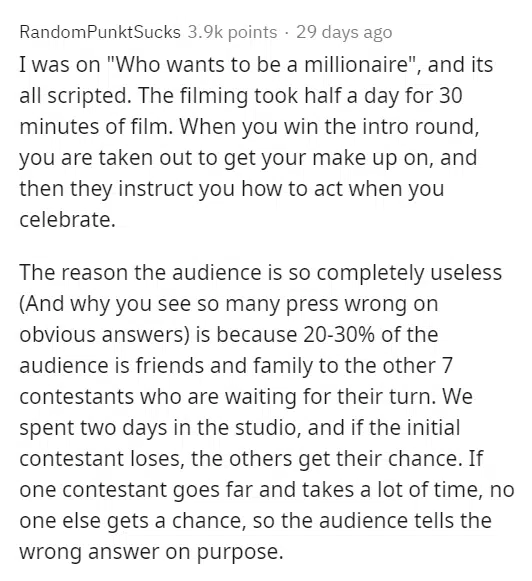 RandomPunktSucks 3.9k points · 29 days ago
I was on "Who wants to be a millionaire", and its
all scripted. The filming took half a day for 30
minutes of film. When you win the intro round,
you are taken out to get your make up on, and
then they instruct you how to act when you
celebrate.
The reason the audience is so completely useless
(And why you see so many press wrong on
obvious answers) is because 20-30% of the
audience is friends and family to the other 7
contestants who are waiting for their turn. We
spent two days in the studio, and if the initial
contestant loses, the others get their chance. If
one contestant goes far and takes a lot of time, no
one else gets a chance, so the audience tells the
wrong answer on purpose.